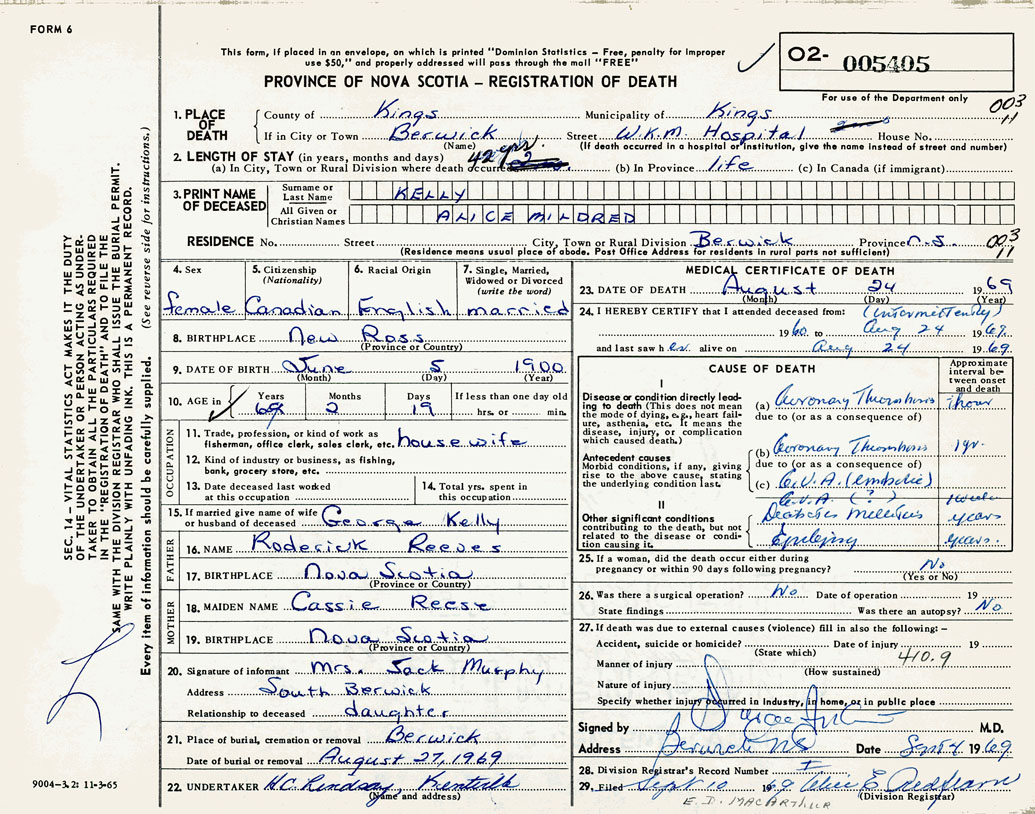 FORM 6
This form, if placed in an envelope, on which is printed "Dominion Statistics – Free, penalty for improper
use $50," and properly addressed will pass through the mail "FREE"
PROVINCE OF NOVA SCOTIA – REGISTRATION OF DEATH
O2- 005405
For use of the Department only
003
11
1. PLACE OF DEATH
County of Kings Municipality of Kings
If in City or Town Berwick Street W.K.M. Hospital House No.
(Name) (If death occurred in a hospital or institution, give the name instead of street and number)
2. LENGTH OF STAY (in years, months and days)
(a) In City, Town or Rural Division where death occurred 42 yrs. (b) In Province life (c) In Canada (if immigrant)
3. PRINT NAME OF DECEASED
Surname or Last Name KELLY
All Given or Christian Names ALICE MILDRED
RESIDENCE No. Street City, Town or Rural Division Berwick Province n.s. 003
11
(Residence means usual place of abode. Post Office Address for residents in rural parts not sufficient)
4. Sex
female
5. Citizenship
(Nationality)
Canadian
6. Racial Origin
English
7. Single, Married, Widowed or Divorced
(write the word)
married
8. BIRTHPLACE New Ross
(Province or Country)
9. DATE OF BIRTH June 5 1900
(Month) (Day) (Year)
10. AGE in Years Months Days If less than one day old
69 2 19 hrs. or min.
OCCUPATION
11. Trade, profession, or kind of work as
fisherman, office clerk, sales clerk, etc. housewife
12. Kind of industry or business, as fishing,
bank, grocery store, etc.
13. Date deceased last worked
at this occupation
14. Total yrs. spent in
this occupation
15. If married give name of wife
or husband of deceased George Kelly
FATHER
16. NAME Roderick Reeves
17. BIRTHPLACE Nova Scotia
(Province or Country)
MOTHER
18. MAIDEN NAME Cassie Reese
19. BIRTHPLACE Nova Scotia
(Province or Country)
20. Signature of informant Mrs. Jack Murphy
Address South Berwick
Relationship to deceased daughter
21. Place of burial, cremation or removal Berwick
Date of burial or removal August 27, 1969
22. UNDERTAKER H.C. Lindsay, Kentville
(Name and address)
MEDICAL CERTIFICATE OF DEATH
23. DATE OF DEATH August 24 1969
(Month) (Day) (Year)
24. I HEREBY CERTIFY that I attended deceased from: (intermittently)
1960 to Aug 24 1969
and last saw her alive on Aug 24 1969
CAUSE OF DEATH
Approximate interval between onset and death
I
Disease or condition directly leading
to death (This does not mean
the mode of dying, e.g., heart failure,
asthenia, etc. It means the
disease, injury, or complication
which caused death.)
(a) Coronary Thrombosis 1 hour
due to (or as a consequence of)
Antecedent causes
Morbid conditions, if any, giving
rise to the above cause, stating
the underlying condition last.
(b) Coronary Thrombosis 1 yr.
due to (or as a consequence of)
(c) C.V.A. (embolic)
C.V.A. (?)
II
Other significant conditions
contributing to the death, but not
related to the disease or condition
causing it.
Diabetes Mellitus years
Epilepsy years.
25. If a woman, did the death occur either during
pregnancy or within 90 days following pregnancy? No
(Yes or No)
26. Was there a surgical operation? No Date of operation 19
State findings Was there an autopsy? No
27. If death was due to external causes (violence) fill in also the following:–
Accident, suicide or homicide? Date of injury 19
(State which) 410.9
Manner of injury
(How sustained)
Nature of injury
Specify whether injury occurred in industry, in home, or in public place
Signed by M.D.
Address Berwick NS Date Sept 4 1969
28. Division Registrar's Record Number
29. Filed Sept 10 1969 Alice E Redfearn
(Division Registrar)
E. D. MACARTHUR
SEC. 14 – VITAL STATISTICS ACT MAKES IT THE DUTY
OF THE UNDERTAKER OR PERSON ACTING AS UNDER-
TAKER TO OBTAIN ALL THE PARTICULARS REQUIRED
IN THE "REGISTRATION OF DEATH" AND TO FILE THE
SAME WITH THE DIVISION REGISTRAR WHO SHALL ISSUE THE BURIAL PERMIT.
WRITE PLAINLY WITH UNFADING INK. THIS IS A PERMANENT RECORD.
Every item of information should be carefully supplied. (See reverse side for instructions.)
9004–3.2: 11-3-65